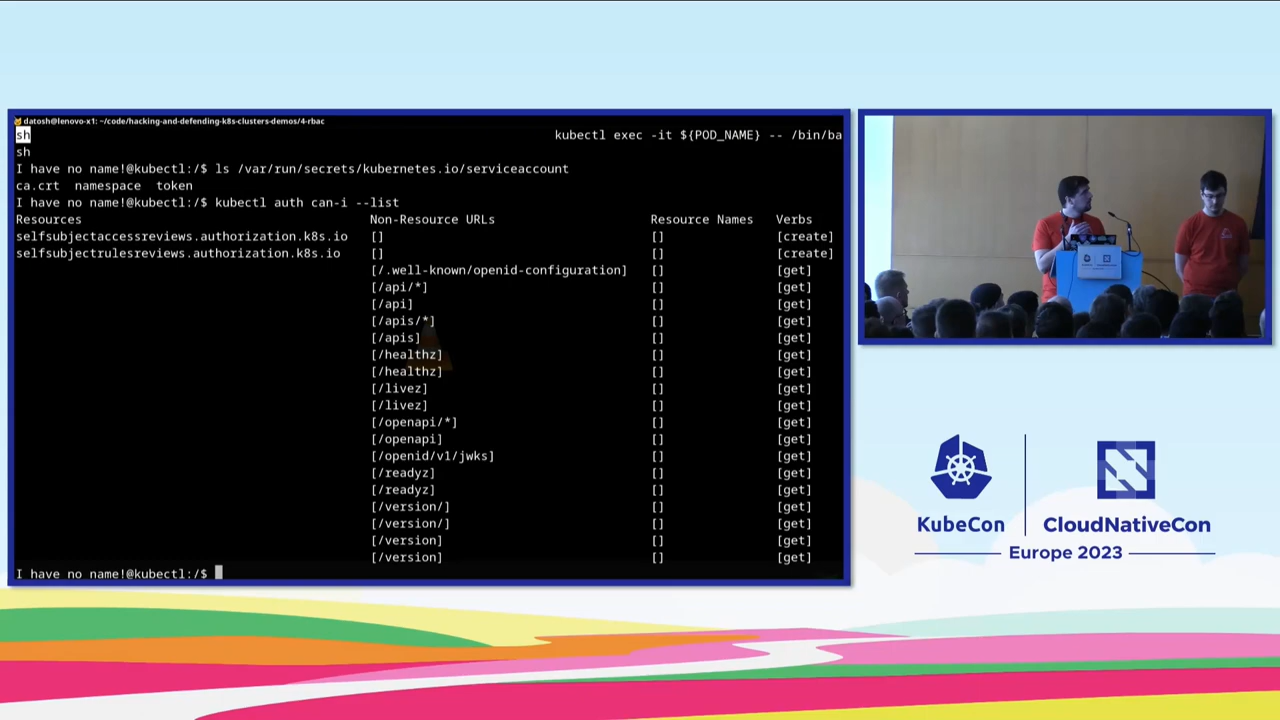 datosh@lenovo-x1: ~/code/hacking-and-defending-k8s-clusters-demos/4-rbac
sh kubectl exec -it ${POD_NAME} -- /bin/ba
sh
I have no name!@kubectl:/$ ls /var/run/secrets/kubernetes.io/serviceaccount
ca.crt namespace token
I have no name!@kubectl:/$ kubectl auth can-i --list
Resources Non-Resource URLs Resource Names Verbs
selfsubjectaccessreviews.authorization.k8s.io [] [] [create]
selfsubjectrulesreviews.authorization.k8s.io [] [] [create]
[/.well-known/openid-configuration] [] [get]
[/api/*] [] [get]
[/api] [] [get]
[/apis/*] [] [get]
[/apis] [] [get]
[/healthz] [] [get]
[/healthz] [] [get]
[/livez] [] [get]
[/livez] [] [get]
[/openapi/*] [] [get]
[/openapi] [] [get]
[/openid/v1/jwks] [] [get]
[/readyz] [] [get]
[/readyz] [] [get]
[/version/] [] [get]
[/version/] [] [get]
[/version] [] [get]
[/version] [] [get]
I have no name!@kubectl:/$
KubeCon
CloudNativeCon
Europe 2023